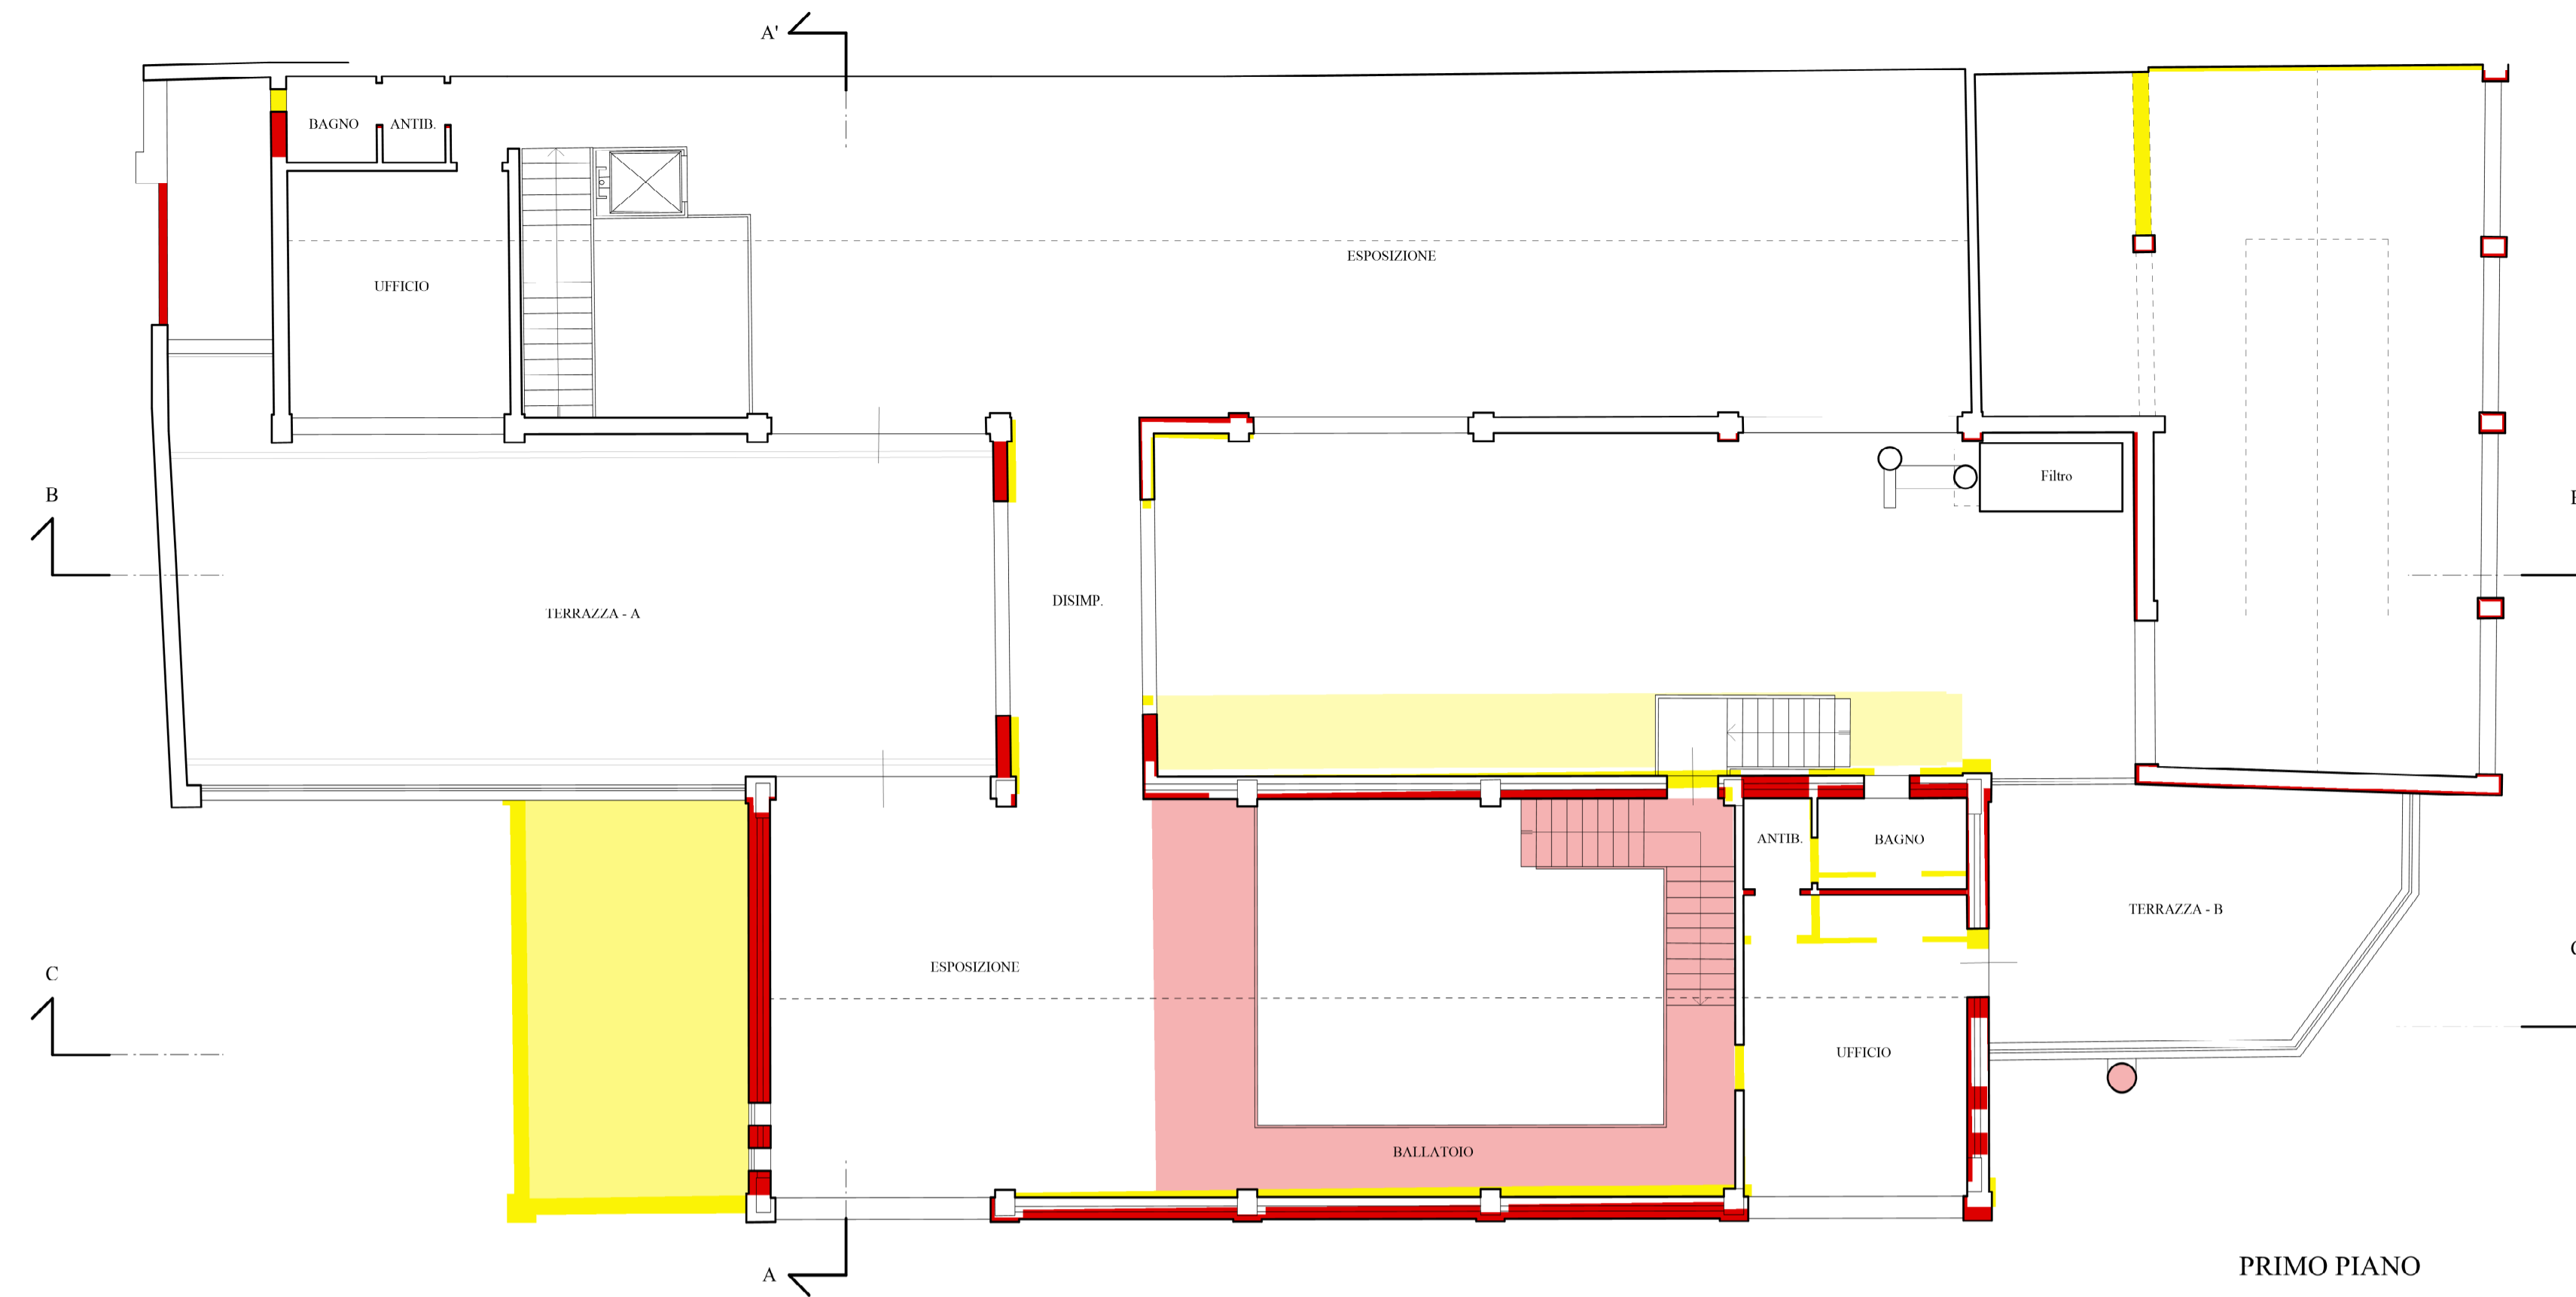 A'
BAGNO ANTIB.
ESPOSIZIONE
UFFICIO
Filtro
B
DISIMP.
TERRAZZA - A
ANTIB. BAGNO
TERRAZZA - B
ESPOSIZIONE
C
UFFICIO
BALLATOIO
PRIMO PIANO
A